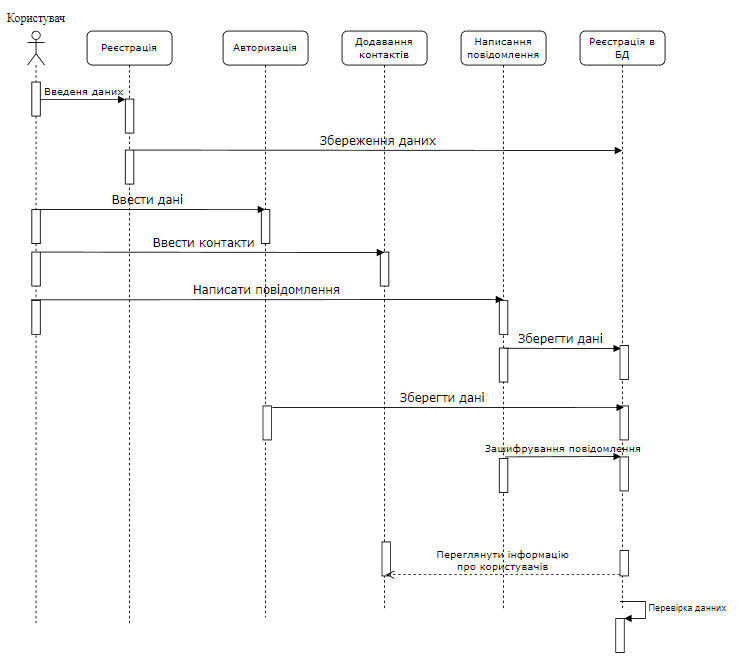 Користувач
Реєстрація
Авторизація
Додавання
контактів
Написання
повідомлення
Реєстрація в
БД
Введеня даних
Збереження даних
Ввести дані
Ввести контакти
Написати повідомлення
Зберегти дані
Зберегти дані
Зашифрування повідомлення
Переглянути інформацію
про користувачів
Перевірка данних